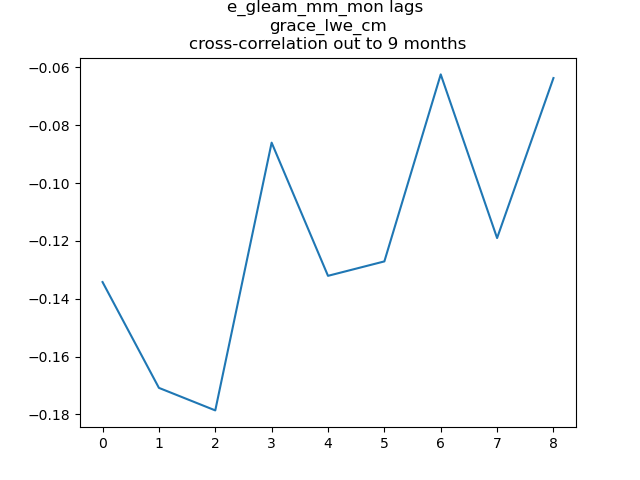 e_gleam_mm_mon lags
grace_lwe_cm
cross-correlation out to 9 months
−0.06
−0.08
−0.10
−0.12
−0.14
−0.16
−0.18
0 1 2 3 4 5 6 7 8